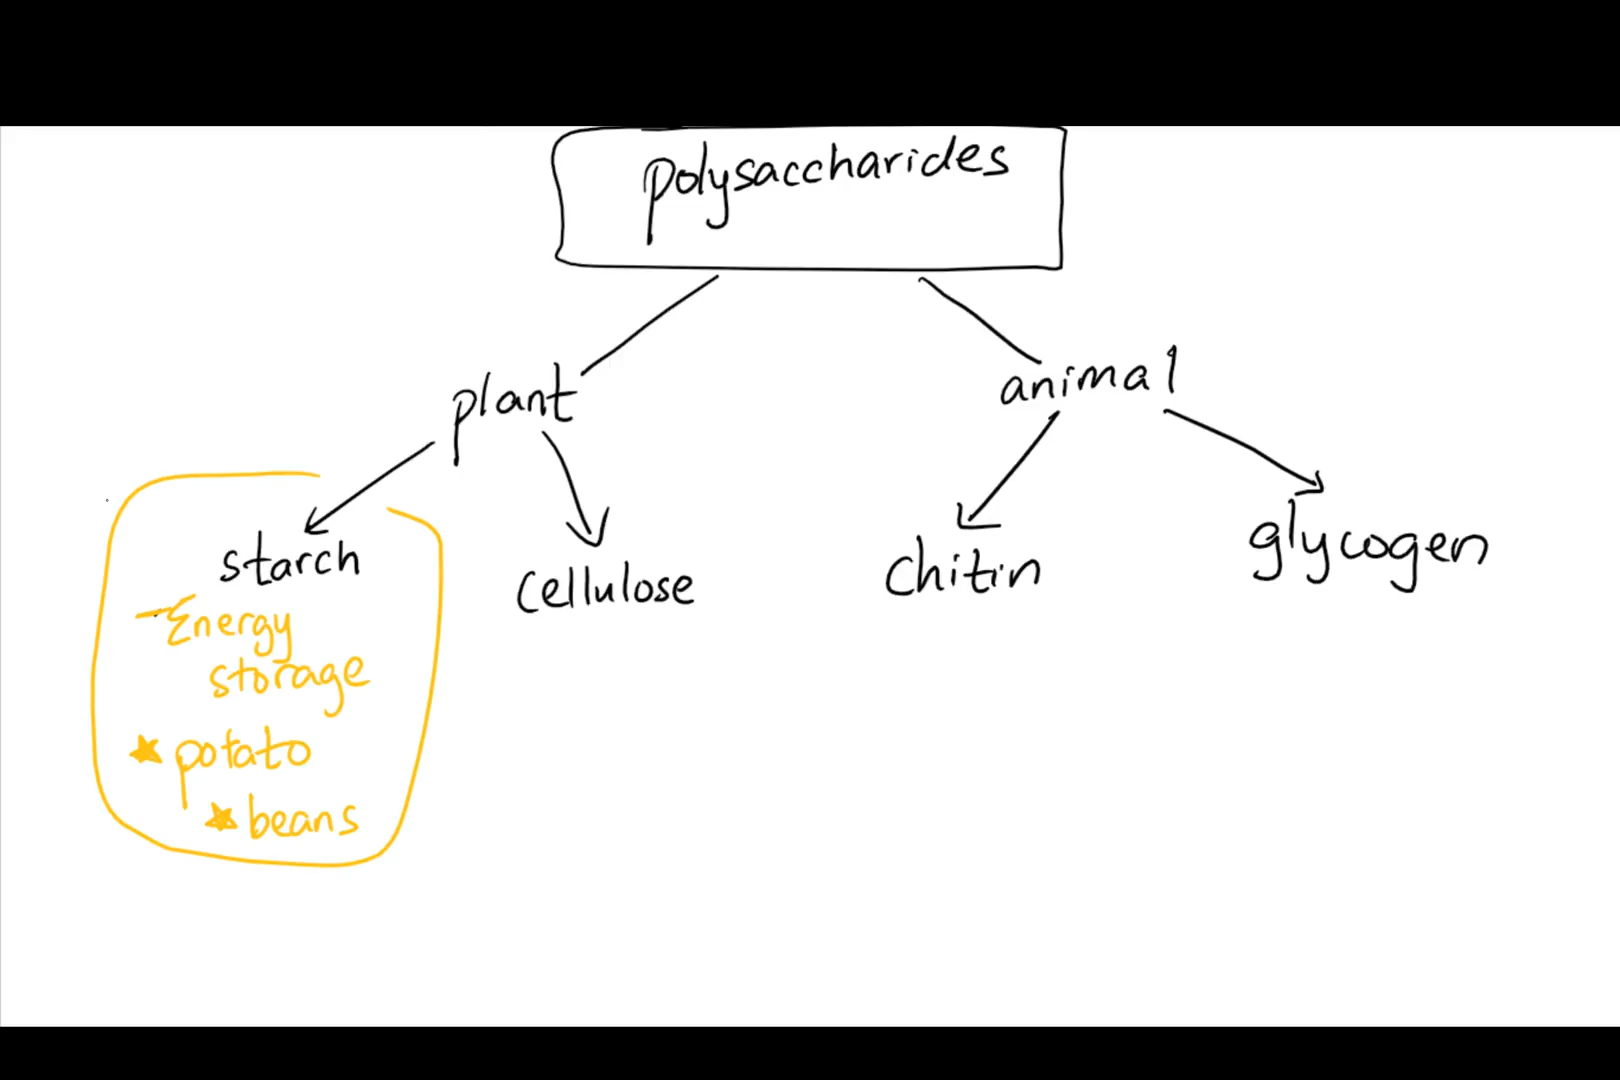 polysaccharides
plant
animal
starch
cellulose
chitin
glycogen
- Energy
storage
★ potato
★ beans